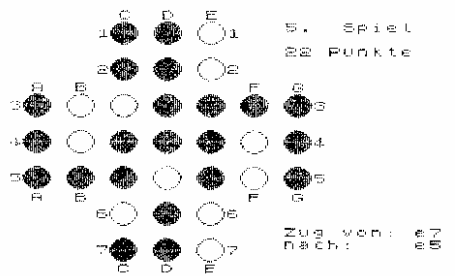 C D E
1 1 5. Spiel
22 Punkte
2 2
A B F G
3 3
4 4
5 5
A B F G
6 6
Zug von: e7
nach: e5
7 7
C D E